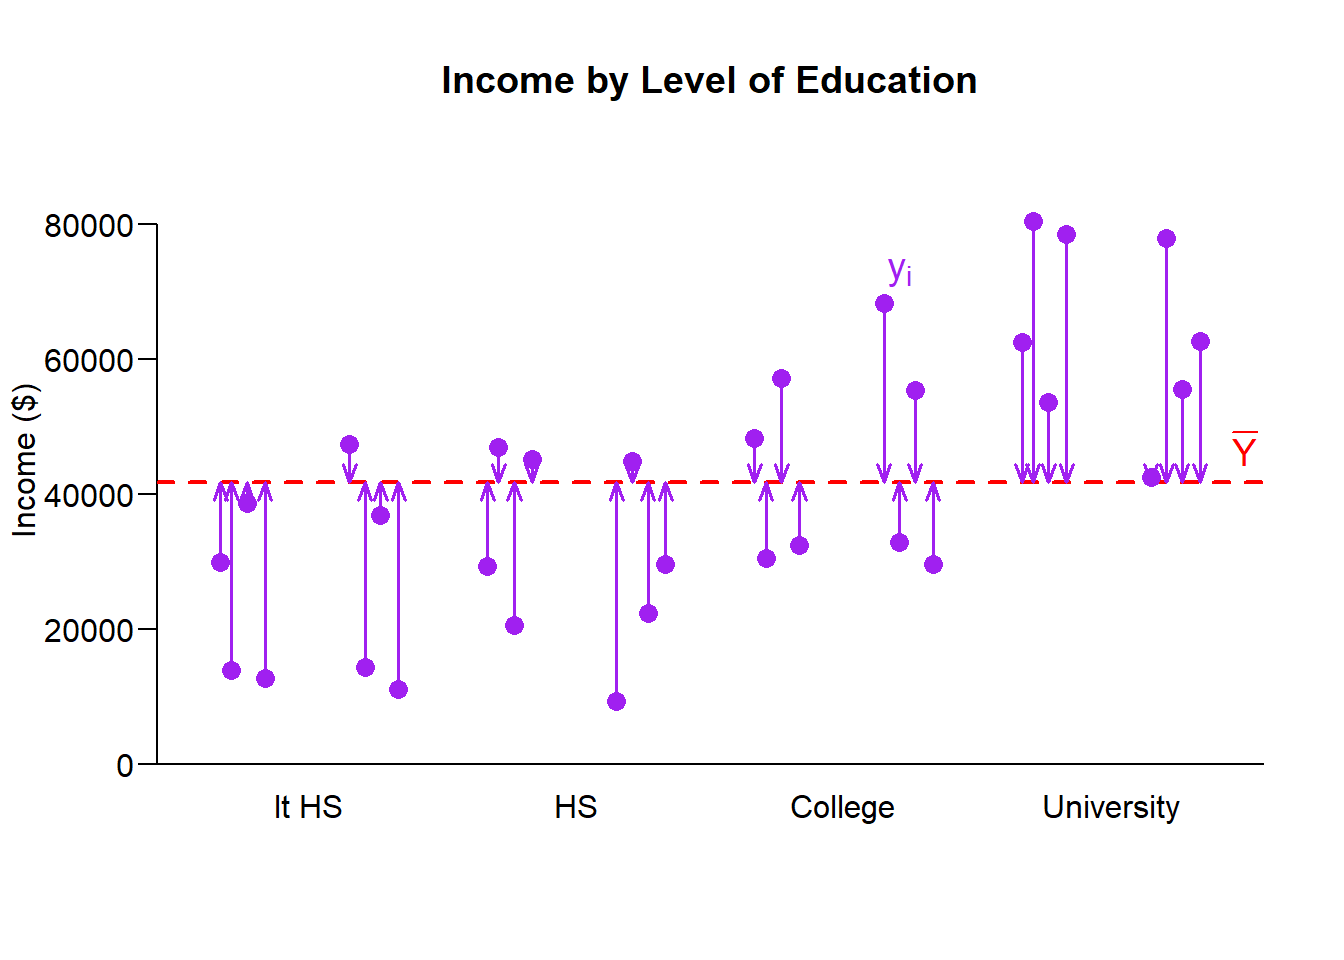 Income by Level of Education
80000
60000
40000
20000
0
Income ($)
yᵢ
Y̅
lt HS
HS
College
University